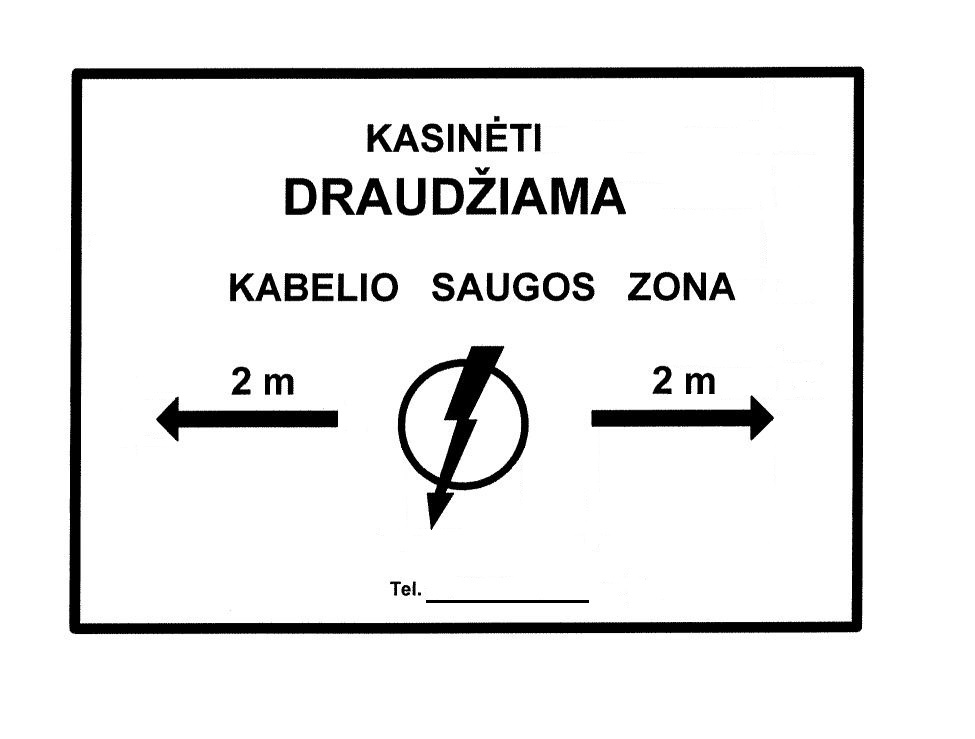 KASINĖTI
DRAUDŽIAMA
KABELIO SAUGOS ZONA
2 m 2 m
Tel.